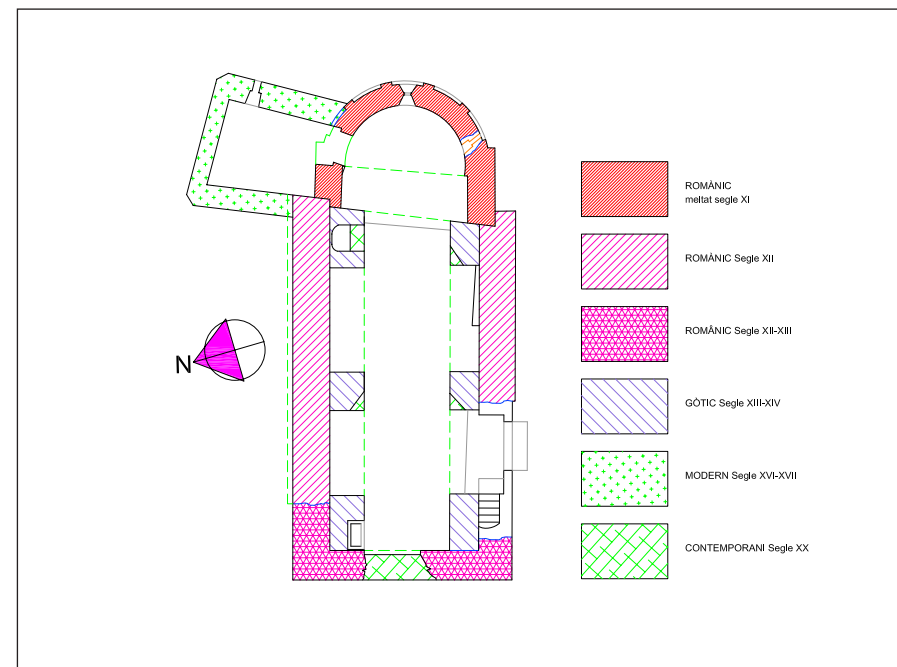 ROMÀNIC
meltat segle XI
ROMÀNIC Segle XII
ROMÀNIC Segle XII-XIII
N
GÒTIC Segle XIII-XIV
MODERN Segle XVI-XVII
CONTEMPORANI Segle XX